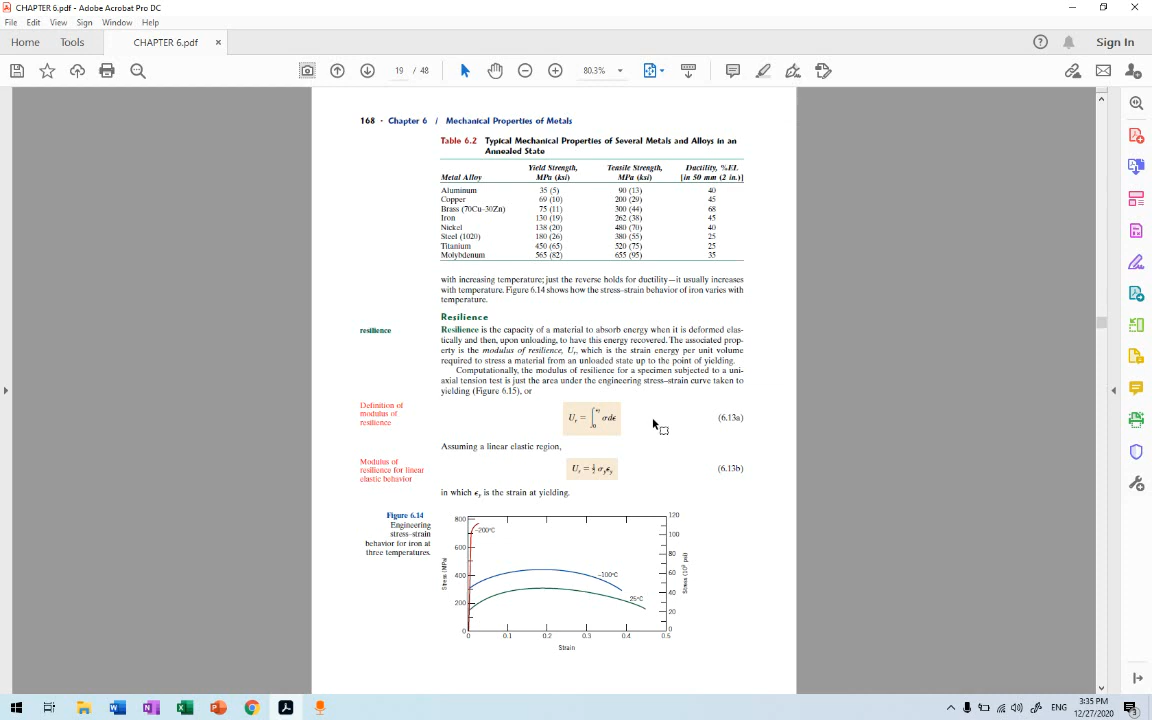 CHAPTER 6.pdf - Adobe Acrobat Pro DC
File Edit View Sign Window Help
Home Tools CHAPTER 6.pdf × Sign In
19 / 48 80.3%
168 · Chapter 6 / Mechanical Properties of Metals
Table 6.2 Typical Mechanical Properties of Several Metals and Alloys in an
Annealed State
Yield Strength, Tensile Strength, Ductility, %EL
Metal Alloy MPa (ksi) MPa (ksi) [in 50 mm (2 in.)]
Aluminum 35 (5) 90 (13) 40
Copper 69 (10) 200 (29) 45
Brass (70Cu–30Zn) 75 (11) 300 (44) 68
Iron 130 (19) 262 (38) 45
Nickel 138 (20) 480 (70) 40
Steel (1020) 180 (26) 380 (55) 25
Titanium 450 (65) 520 (75) 25
Molybdenum 565 (82) 655 (95) 35
with increasing temperature; just the reverse holds for ductility—it usually increases
with temperature. Figure 6.14 shows how the stress–strain behavior of iron varies with
temperature.
Resilience
resilience
Resilience is the capacity of a material to absorb energy when it is deformed elas-
tically and then, upon unloading, to have this energy recovered. The associated prop-
erty is the modulus of resilience, Uᵣ, which is the strain energy per unit volume
required to stress a material from an unloaded state up to the point of yielding.
Computationally, the modulus of resilience for a specimen subjected to a uni-
axial tension test is just the area under the engineering stress–strain curve taken to
yielding (Figure 6.15), or
Definition of
modulus of
resilience
Uᵣ = ∫₀^ϵy σ dϵ (6.13a)
Assuming a linear elastic region,
Modulus of
resilience for linear
elastic behavior
Uᵣ = ½ σyϵy (6.13b)
in which ϵy is the strain at yielding.
Figure 6.14
Engineering
stress–strain
behavior for iron at
three temperatures.
800 600 400 200 0
Stress (MPa)
–200°C
–100°C
25°C
120 100 80 60 40 20 0
Stress (10³ psi)
0 0.1 0.2 0.3 0.4 0.5
Strain
ENG 3:35 PM
12/27/2020
3